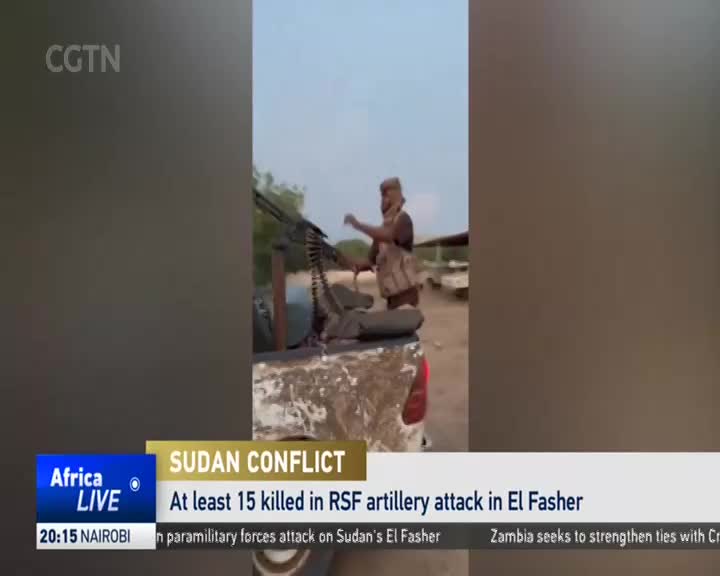 CGTN
SUDAN CONFLICT
Africa
LIVE
At least 15 killed in RSF artillery attack in El Fasher
20:15 NAIROBI
paramilitary forces attack on Sudan's El Fasher
Zambia seeks to strengthen ties with